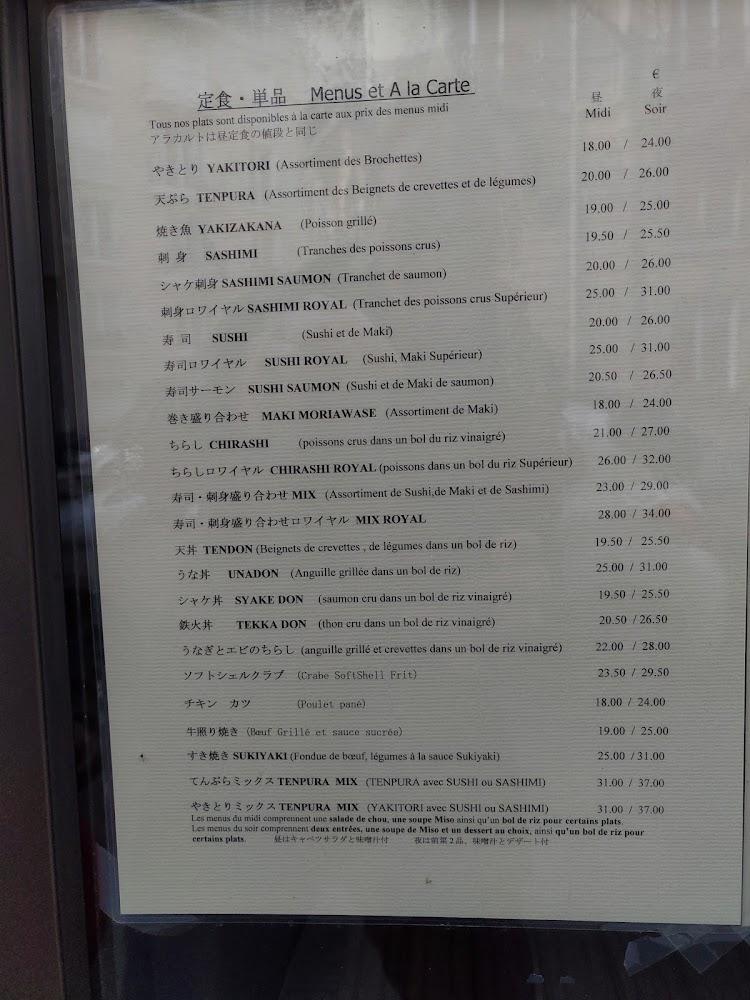 定食・単品 Menus et A la Carte €
昼 夜
Midi Soir
Tous nos plats sont disponibles à la carte aux prix des menus midi
アラカルトは昼定食の値段と同じ
やきとり YAKITORI (Assortiment des Brochettes) 18.00 / 24.00
天ぷら TENPURA (Assortiment des Beignets de crevettes et de légumes) 20.00 / 26.00
焼き魚 YAKIZAKANA (Poisson grillé) 19.00 / 25.00
刺 身 SASHIMI (Tranches des poissons crus) 19.50 / 25.50
シャケ刺身 SASHIMI SAUMON (Tranchet de saumon) 20.00 / 26.00
刺身ロワイヤル SASHIMI ROYAL (Tranchet des poissons crus Supérieur) 25.00 / 31.00
寿 司 SUSHI (Sushi et de Maki) 20.00 / 26.00
寿司ロワイヤル SUSHI ROYAL (Sushi, Maki Supérieur) 25.00 / 31.00
寿司サーモン SUSHI SAUMON (Sushi et de Maki de saumon) 20.50 / 26.50
巻き盛り合わせ MAKI MORIAWASE (Assortiment de Maki) 18.00 / 24.00
ちらし CHIRASHI (poissons crus dans un bol du riz vinaigré) 21.00 / 27.00
ちらしロワイヤル CHIRASHI ROYAL (poissons dans un bol du riz Supérieur) 26.00 / 32.00
寿司・刺身盛り合わせ MIX (Assortiment de Sushi,de Maki et de Sashimi) 23.00 / 29.00
寿司・刺身盛り合わせロワイヤル MIX ROYAL 28.00 / 34.00
天丼 TENDON (Beignets de crevettes , de légumes dans un bol de riz) 19.50 / 25.50
うな丼 UNADON (Anguille grillée dans un bol de riz) 25.00 / 31.00
シャケ丼 SYAKE DON (saumon cru dans un bol de riz vinaigré) 19.50 / 25.50
鉄火丼 TEKKA DON (thon cru dans un bol de riz vinaigré) 20.50 / 26.50
うなぎとエビのちらし (anguille grillé et crevettes dans un bol de riz vinaigré) 22.00 / 28.00
ソフトシェルクラブ (Crabe SoftShell Frit) 23.50 / 29.50
チキン カツ (Poulet pané) 18.00 / 24.00
牛照り焼き (Bœuf Grillé et sauce sucrée) 19.00 / 25.00
すき焼き SUKIYAKI (Fondue de bœuf, légumes à la sauce Sukiyaki) 25.00 / 31.00
てんぷらミックス TENPURA MIX (TENPURA avec SUSHI ou SASHIMI) 31.00 / 37.00
やきとりミックス TENPURA MIX (YAKITORI avec SUSHI ou SASHIMI) 31.00 / 37.00
Les menus du midi comprennent une salade de chou, une soupe Miso ainsi qu'un bol de riz pour certains plats.
Les menus du soir comprennent deux entrées, une soupe de Miso et un dessert au choix, ainsi qu'un bol de riz pour
certains plats. 昼はキャベツサラダと味噌汁付 夜は前菜2品、味噌汁とデザート付